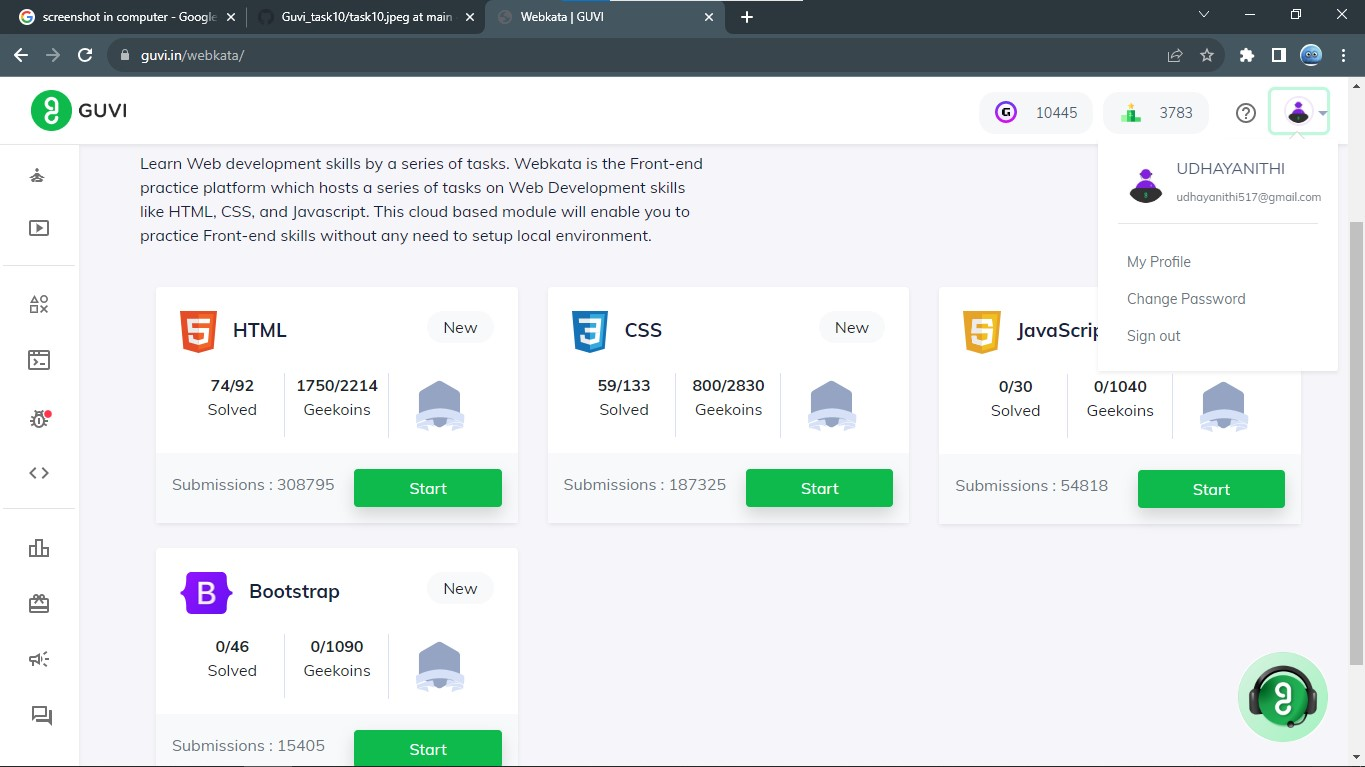 screenshot in computer - Google
Guvi_task10/task10.jpeg at main
Webkata | GUVI
guvi.in/webkata/
GUVI
10445
3783
UDHAYANITHI
udhayanithi517@gmail.com
My Profile
Change Password
Sign out
Learn Web development skills by a series of tasks. Webkata is the Front-end
practice platform which hosts a series of tasks on Web Development skills
like HTML, CSS, and Javascript. This cloud based module will enable you to
practice Front-end skills without any need to setup local environment.
HTML
New
74/92
Solved
1750/2214
Geekoins
Submissions : 308795
Start
CSS
New
59/133
Solved
800/2830
Geekoins
Submissions : 187325
Start
JavaScrip
0/30
Solved
0/1040
Geekoins
Submissions : 54818
Start
B
Bootstrap
New
0/46
Solved
0/1090
Geekoins
Submissions : 15405
Start